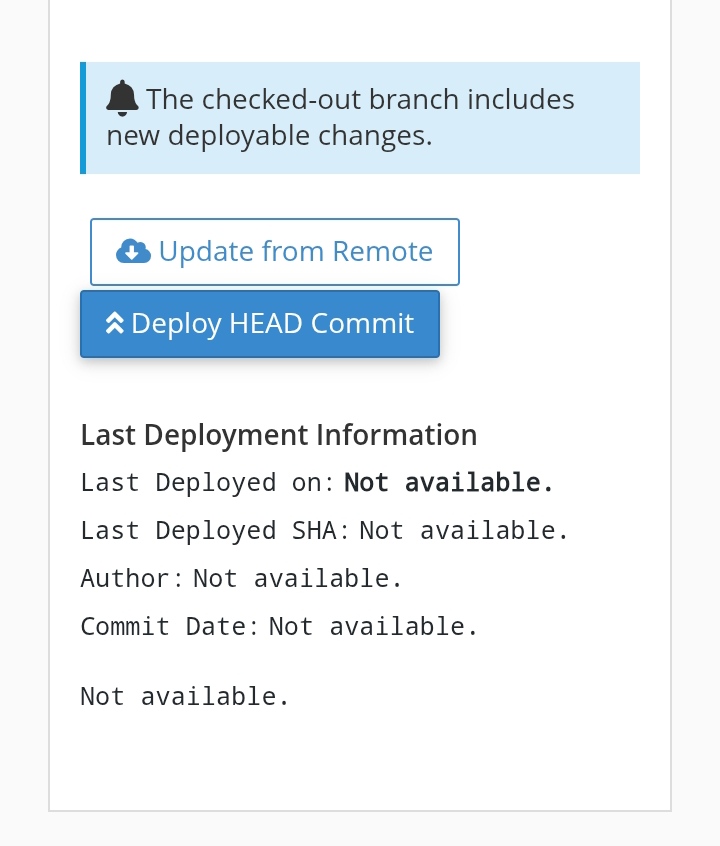 The checked-out branch includes
new deployable changes.
Update from Remote
Deploy HEAD Commit
Last Deployment Information
Last Deployed on: Not available.
Last Deployed SHA: Not available.
Author: Not available.
Commit Date: Not available.
Not available.